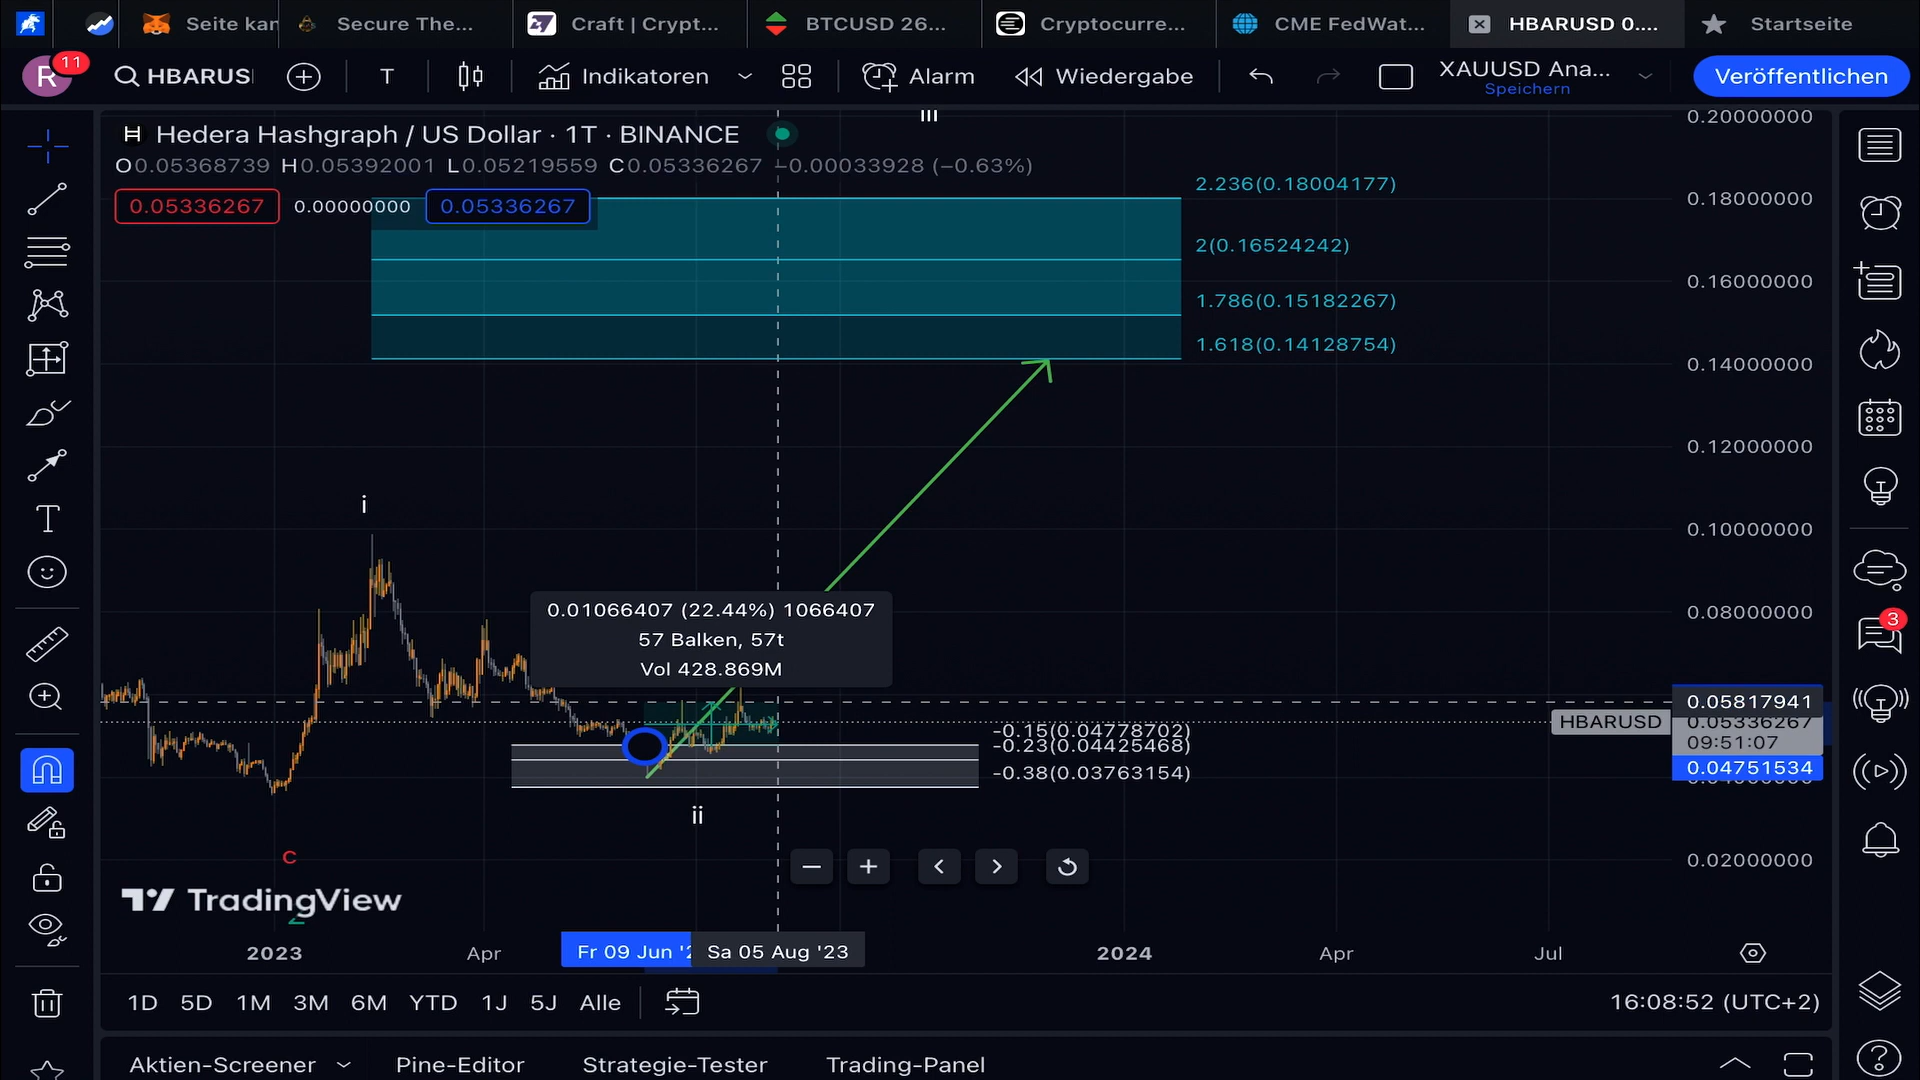 Seite kan
Secure The...
Craft | Crypt...
BTCUSD 26...
Cryptocurre...
CME FedWat...
HBARUSD 0....
Startseite
R
11
HBARUS
T
Indikatoren
Alarm
Wiedergabe
XAUUSD Ana...
Speichern
Veröffentlichen
iii
Hedera Hashgraph / US Dollar · 1T · BINANCE
O0.05368739 H0.05392001 L0.05219559 C0.05336267 −0.00033928 (−0.63%)
0.05336267
0.00000000
0.05336267
2.236(0.18004177)
2(0.16524242)
1.786(0.15182267)
1.618(0.14128754)
0.20000000
0.18000000
0.16000000
0.14000000
0.12000000
0.10000000
0.08000000
i
0.01066407 (22.44%) 1066407
57 Balken, 57t
Vol 428.869M
3
-0.15(0.04778702)
-0.23(0.04425468)
-0.38(0.03763154)
0.05817941
HBARUSD
0.05336267
09:51:07
0.04751534
0.02000000
ii
C
TradingView
2023
Apr
Fr 09 Jun '2
Sa 05 Aug '23
2024
Apr
Jul
1D 5D 1M 3M 6M YTD 1J 5J Alle
16:08:52 (UTC+2)
Aktien-Screener
Pine-Editor
Strategie-Tester
Trading-Panel